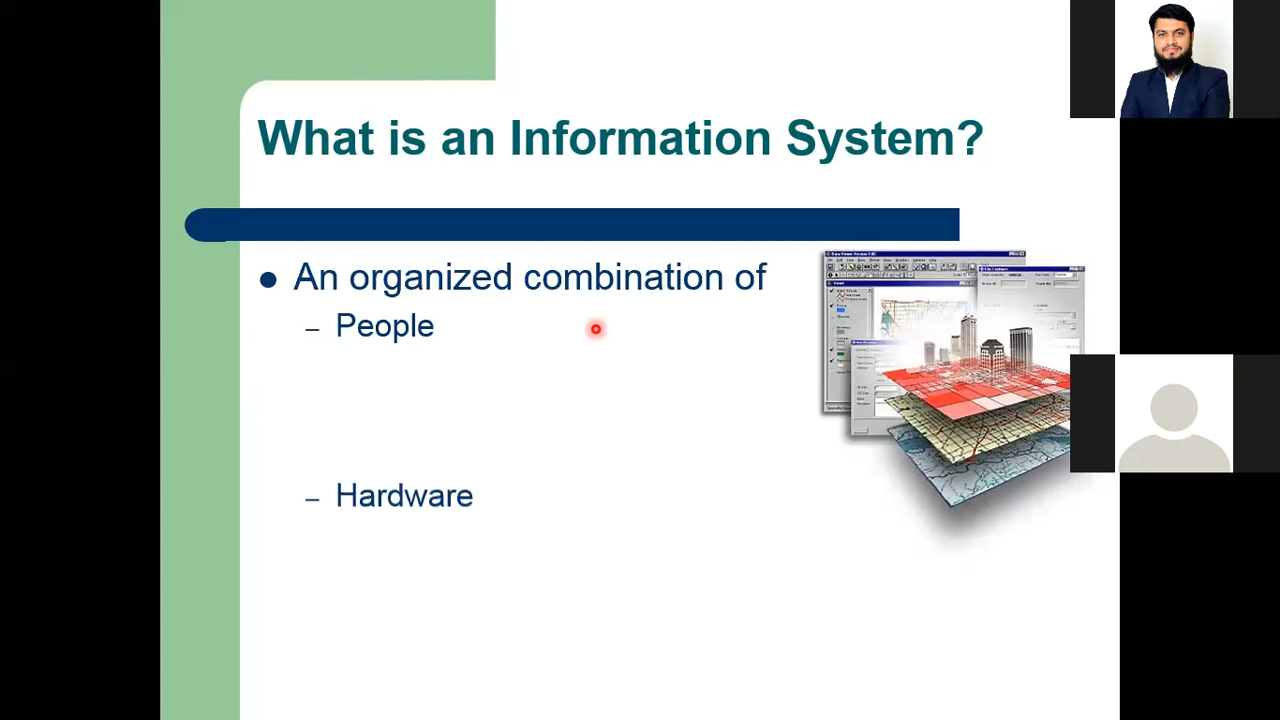 What is an Information System?
An organized combination of
– People
– Hardware